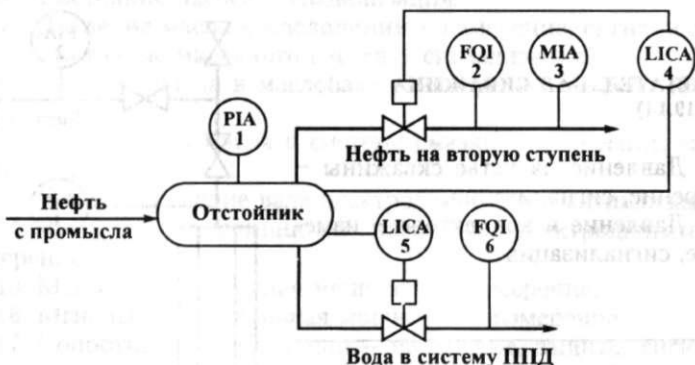 FQI
2
MIA
3
LICA
4
PIA
1
Нефть на вторую ступень
Нефть
с промысла
Отстойник
LICA
5
FQI
6
Вода в систему ППД